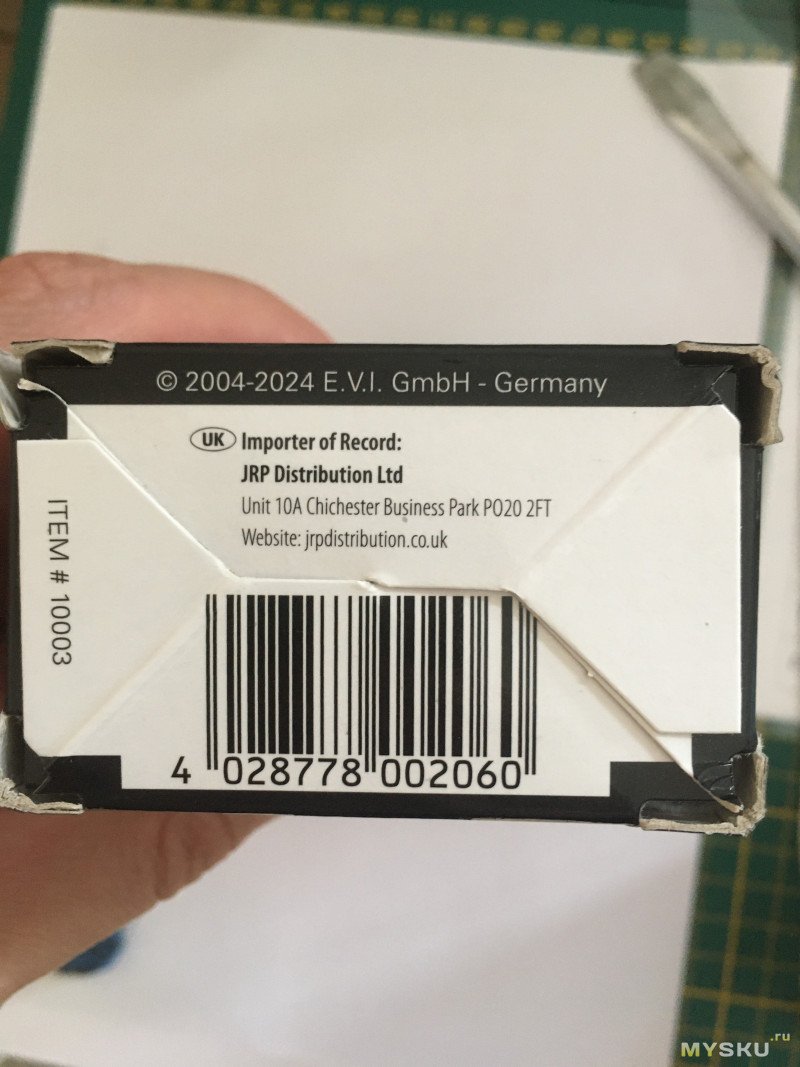 © 2004-2024 E.V.I. GmbH - Germany
UK Importer of Record:
JRP Distribution Ltd
Unit 10A Chichester Business Park PO20 2FT
Website: jrpdistribution.co.uk
ITEM # 10003
4 028778 002060
MYSKU.ru